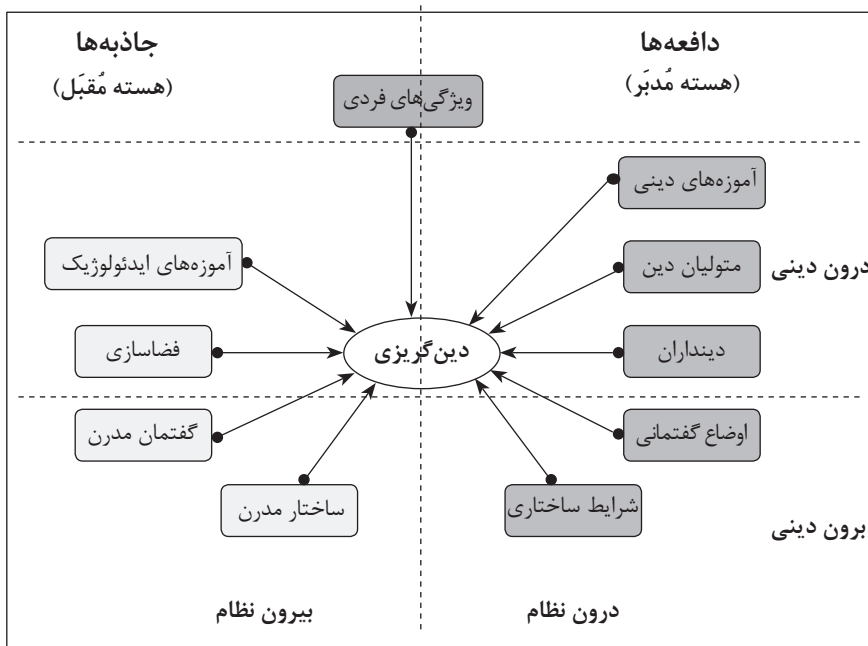 دافعه‌ها
(هسته مُدبَر)
جاذبه‌ها
(هسته مُقبَل)
ویژگی‌های فردی
آموزه‌های دینی
متولیان دین
درون دینی
آموزه‌های ایدئولوژیک
دینداران
دین‌گریزی
فضاسازی
اوضاع گفتمانی
گفتمان مدرن
شرایط ساختاری
ساختار مدرن
برون دینی
درون نظام
بیرون نظام